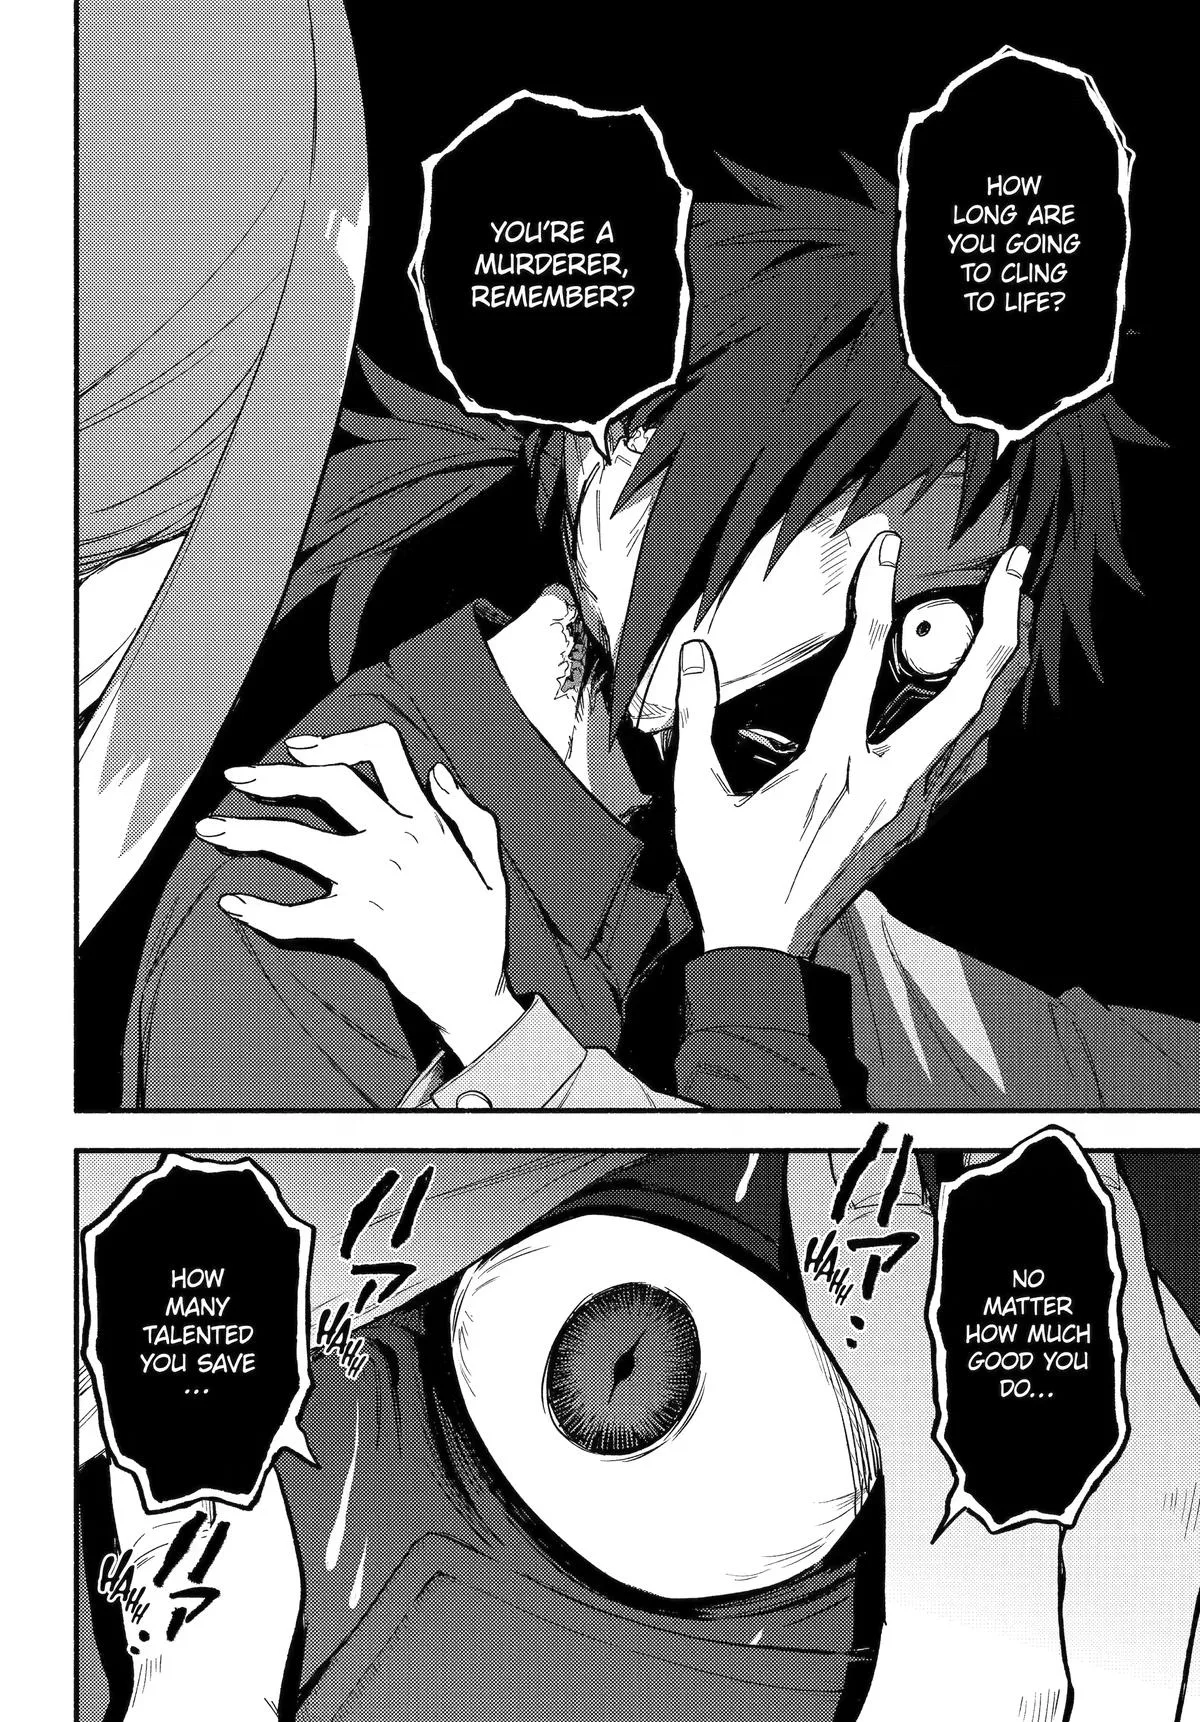 HOW
LONG ARE
YOU GOING
TO CLING
TO LIFE?
YOU'RE A
MURDERER,
REMEMBER?
NO
MATTER
HOW MUCH
GOOD YOU
DO...
ハァ
HAHH
ハァ
HAHH
HOW
MANY
TALENTED
YOU SAVE
...
ハァ
HAHH